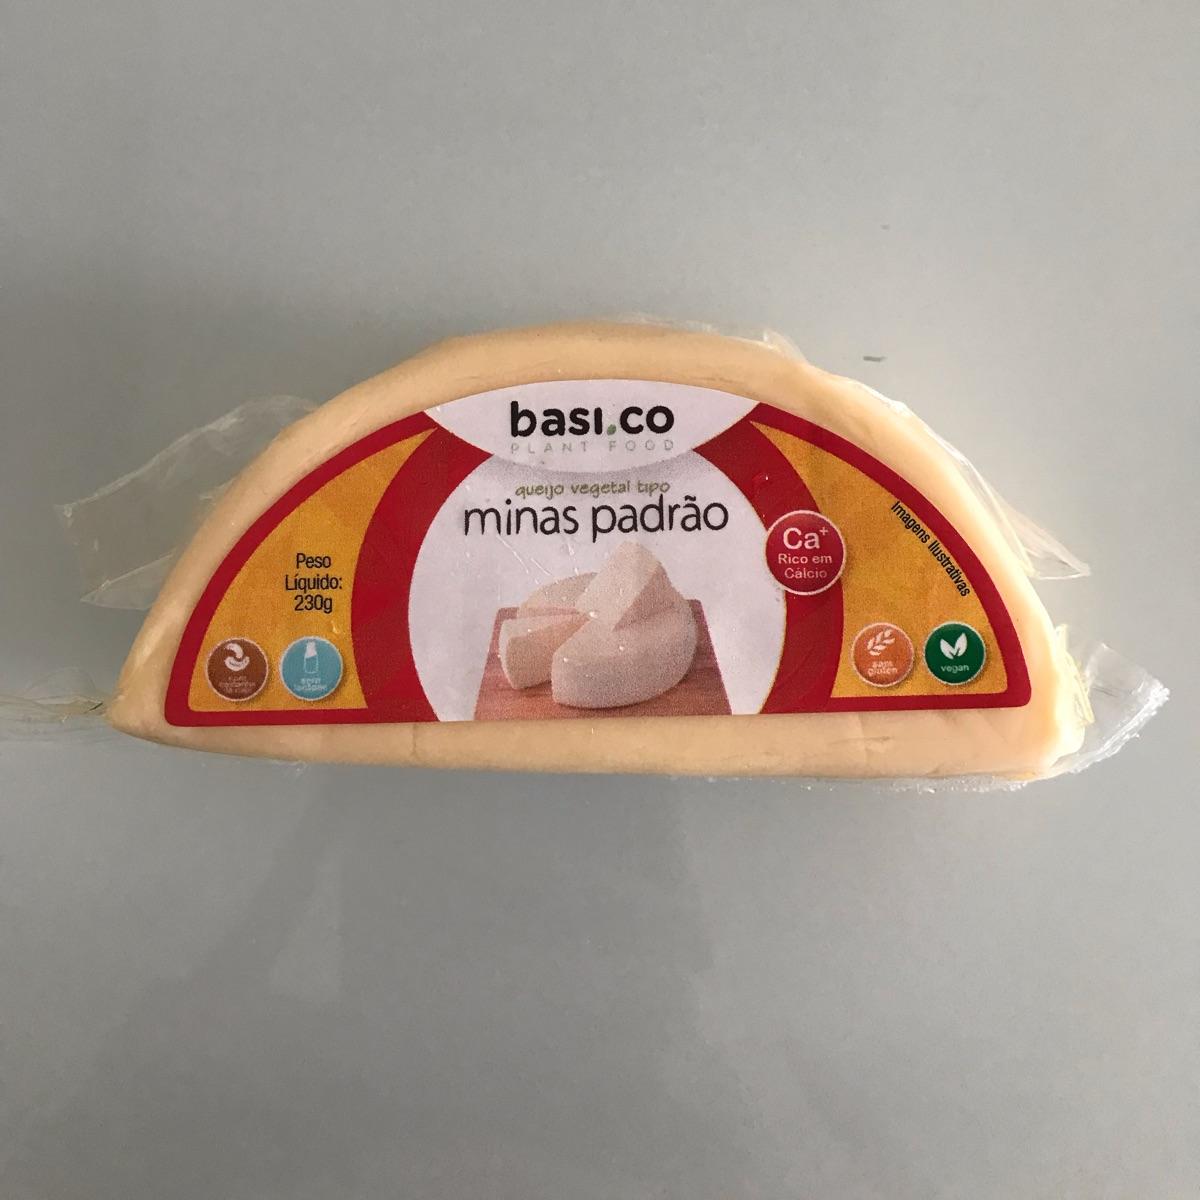 basi.co
PLANT FOOD
queijo vegetal tipo
minas padrão
Peso
Líquido:
230g
Ca+
Rico em
Cálcio
Imagens ilustrativas
sem
lactose
sem
glúten
vegan